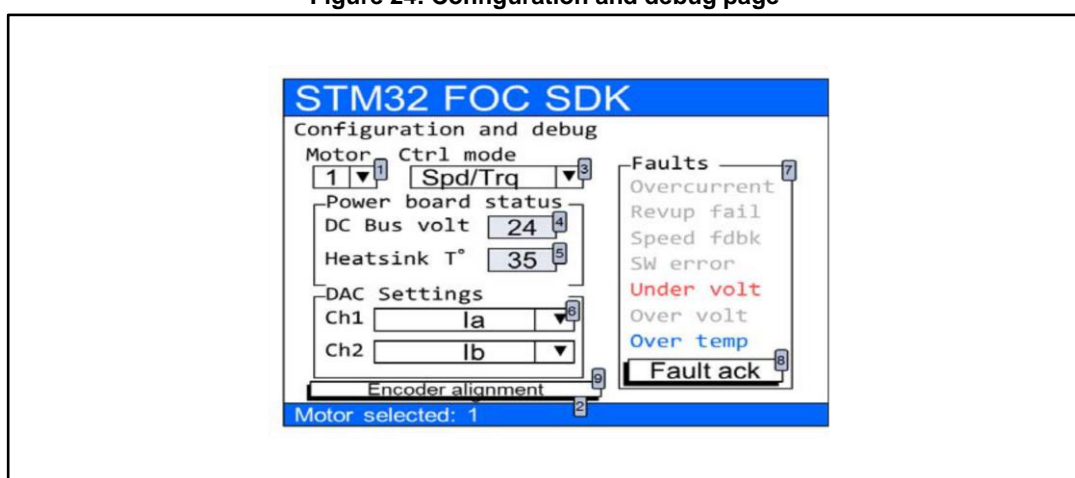 Figure 24. Configuration and debug page
STM32 FOC SDK
Configuration and debug
Motor Ctrl mode
1 ▼ 1 Spd/Trq ▼ 3
Power board status
DC Bus volt 24 4
Heatsink T° 35 5
DAC Settings
Ch1 Ia ▼ 6
Ch2 Ib ▼
Encoder alignment 9
Faults 7
Overcurrent
Revup fail
Speed fdbk
SW error
Under volt
Over volt
Over temp
Fault ack 8
Motor selected: 1 2